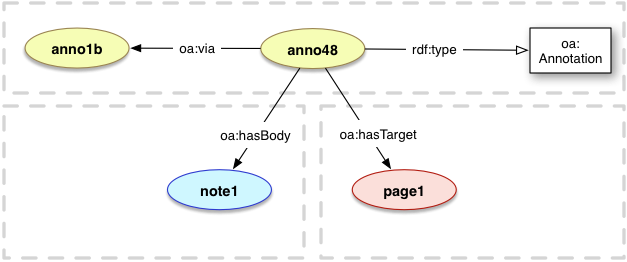 anno1b
oa:via
anno48
rdf:type
oa:
Annotation
oa:hasBody
oa:hasTarget
note1
page1